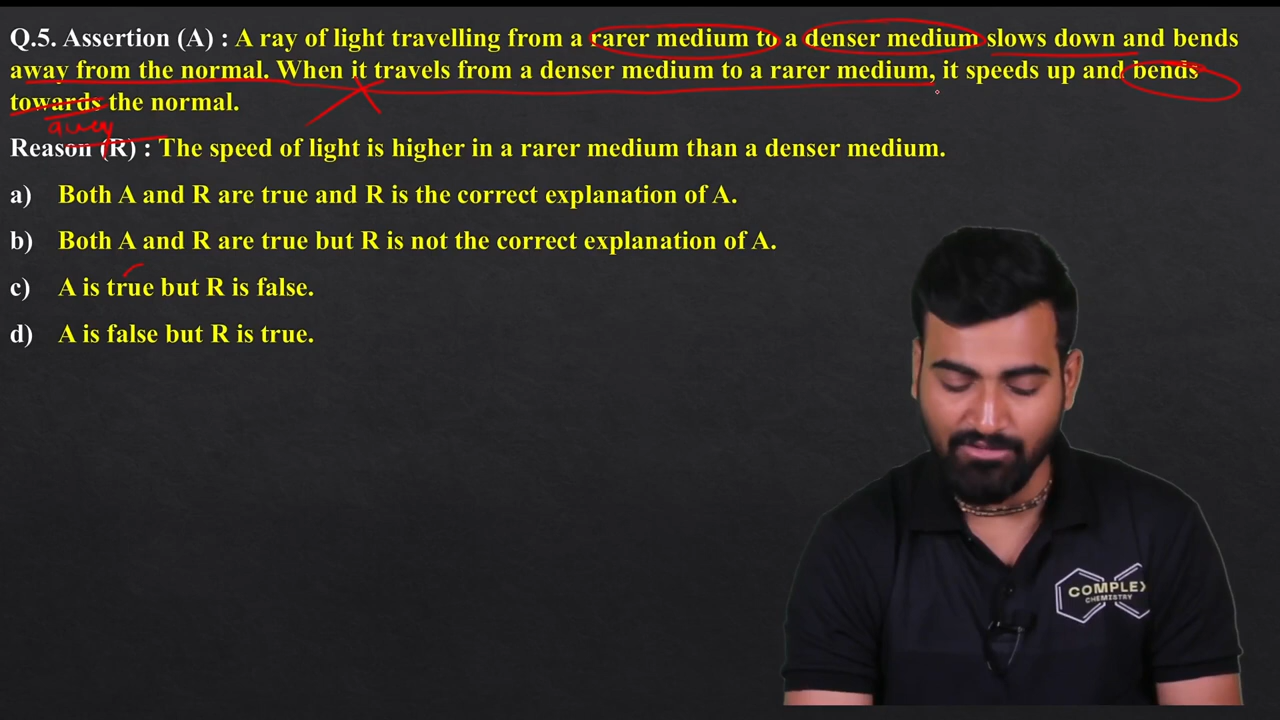 Q.5. Assertion (A) : A ray of light travelling from a rarer medium to a denser medium slows down and bends
away from the normal. When it travels from a denser medium to a rarer medium, it speeds up and bends
towards the normal.
away
Reason (R) : The speed of light is higher in a rarer medium than a denser medium.
a) Both A and R are true and R is the correct explanation of A.
b) Both A and R are true but R is not the correct explanation of A.
c) A is true but R is false.
d) A is false but R is true.
COMPLEX
CHEMISTRY